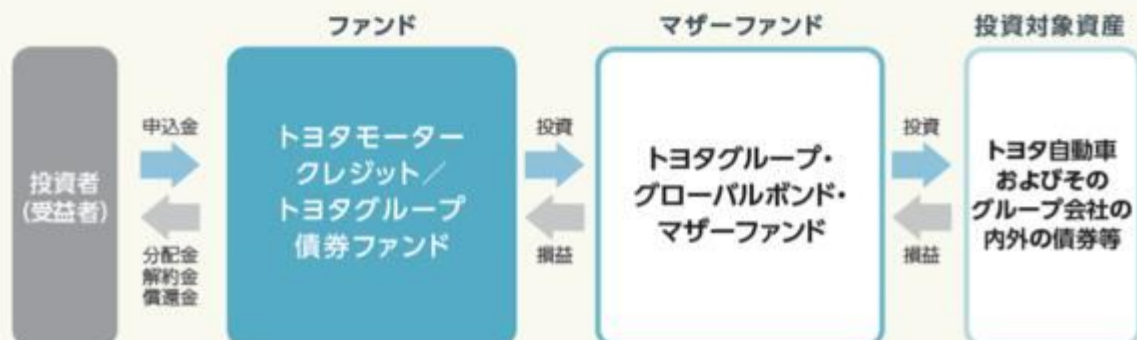 ファンド
マザーファンド
投資対象資産
投資者
(受益者)
申込金
分配金
解約金
償還金
トヨタモーター
クレジット／
トヨタグループ
債券ファンド
投資
損益
トヨタグループ・
グローバルボンド・
マザーファンド
投資
損益
トヨタ自動車
およびその
グループ会社の
内外の債券等